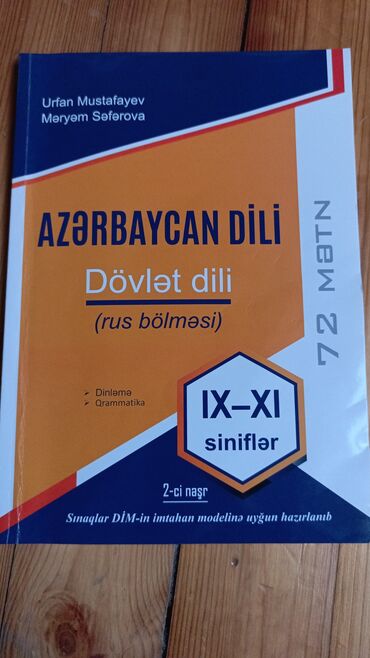 Urfan Mustafayev
Məryəm Səfərova
AZƏRBAYCAN DİLİ
Dövlət dili
(rus bölməsi)
72 MƏTN
➢ Dinləmə
➢ Qrammatika
IX–XI
siniflər
2-ci nəşr
Sınaqlar DİM-in imtahan modelinə uyğun hazırlanıb